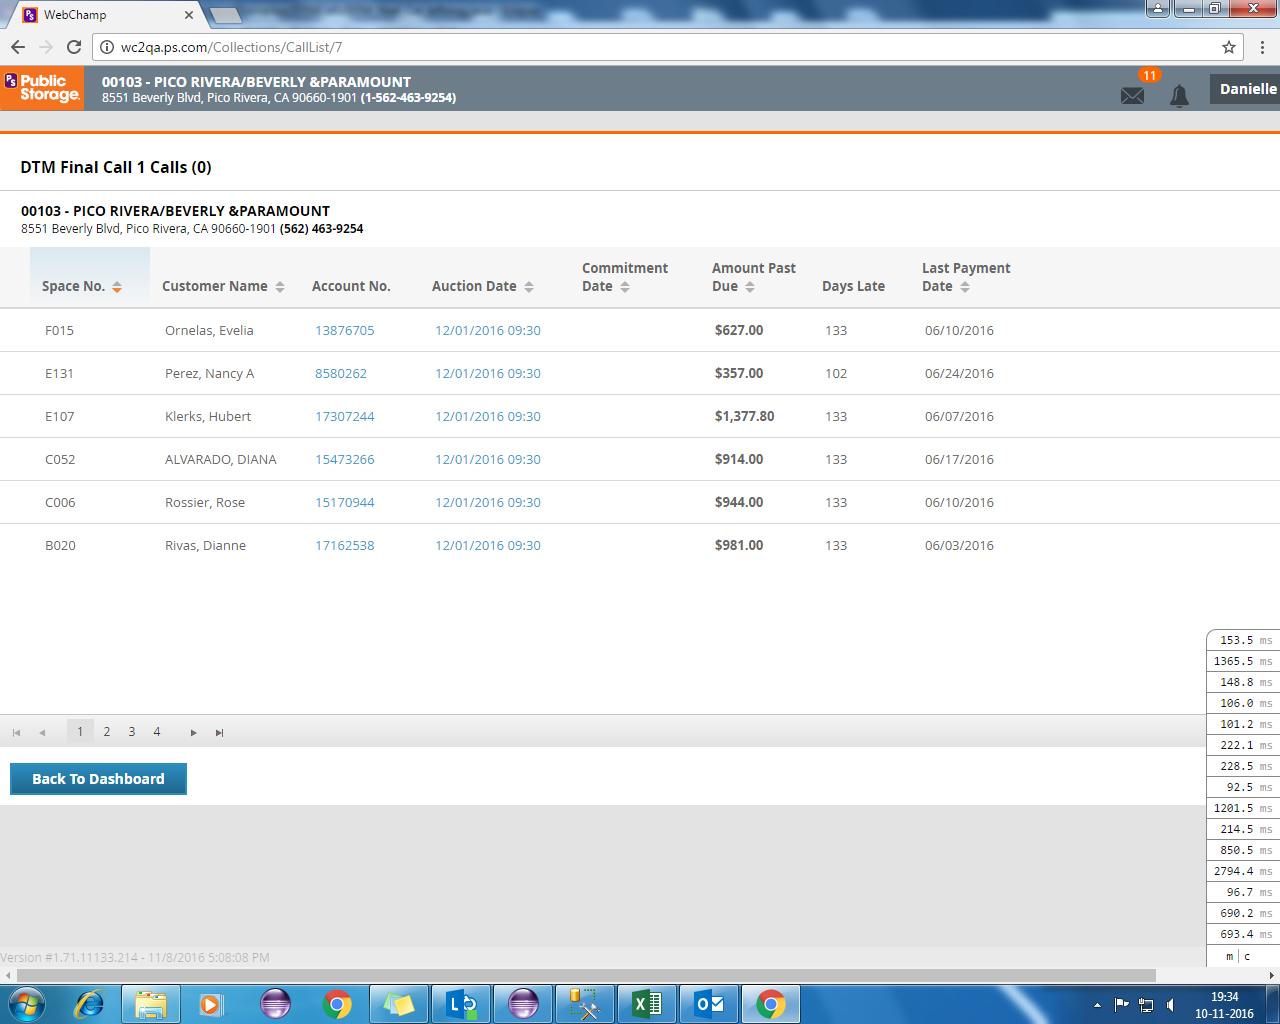 WebChamp
wc2qa.ps.com/Collections/CallList/7
PS Public Storage.
00103 - PICO RIVERA/BEVERLY &PARAMOUNT
8551 Beverly Blvd, Pico Rivera, CA 90660-1901 (1-562-463-9254)
11
Danielle
DTM Final Call 1 Calls (0)
00103 - PICO RIVERA/BEVERLY &PARAMOUNT
8551 Beverly Blvd, Pico Rivera, CA 90660-1901 (562) 463-9254
Space No. Customer Name Account No. Auction Date Commitment Date Amount Past Due Days Late Last Payment Date
F015 Ornelas, Evelia 13876705 12/01/2016 09:30 $627.00 133 06/10/2016
E131 Perez, Nancy A 8580262 12/01/2016 09:30 $357.00 102 06/24/2016
E107 Klerks, Hubert 17307244 12/01/2016 09:30 $1,377.80 133 06/07/2016
C052 ALVARADO, DIANA 15473266 12/01/2016 09:30 $914.00 133 06/17/2016
C006 Rossier, Rose 15170944 12/01/2016 09:30 $944.00 133 06/10/2016
B020 Rivas, Dianne 17162538 12/01/2016 09:30 $981.00 133 06/03/2016
153.5 ms
1365.5 ms
148.8 ms
106.0 ms
101.2 ms
222.1 ms
228.5 ms
92.5 ms
1201.5 ms
214.5 ms
850.5 ms
2794.4 ms
96.7 ms
690.2 ms
693.4 ms
m | c
1 2 3 4
Back To Dashboard
Version #1.71.11133.214 - 11/8/2016 5:08:08 PM
19:34
10-11-2016